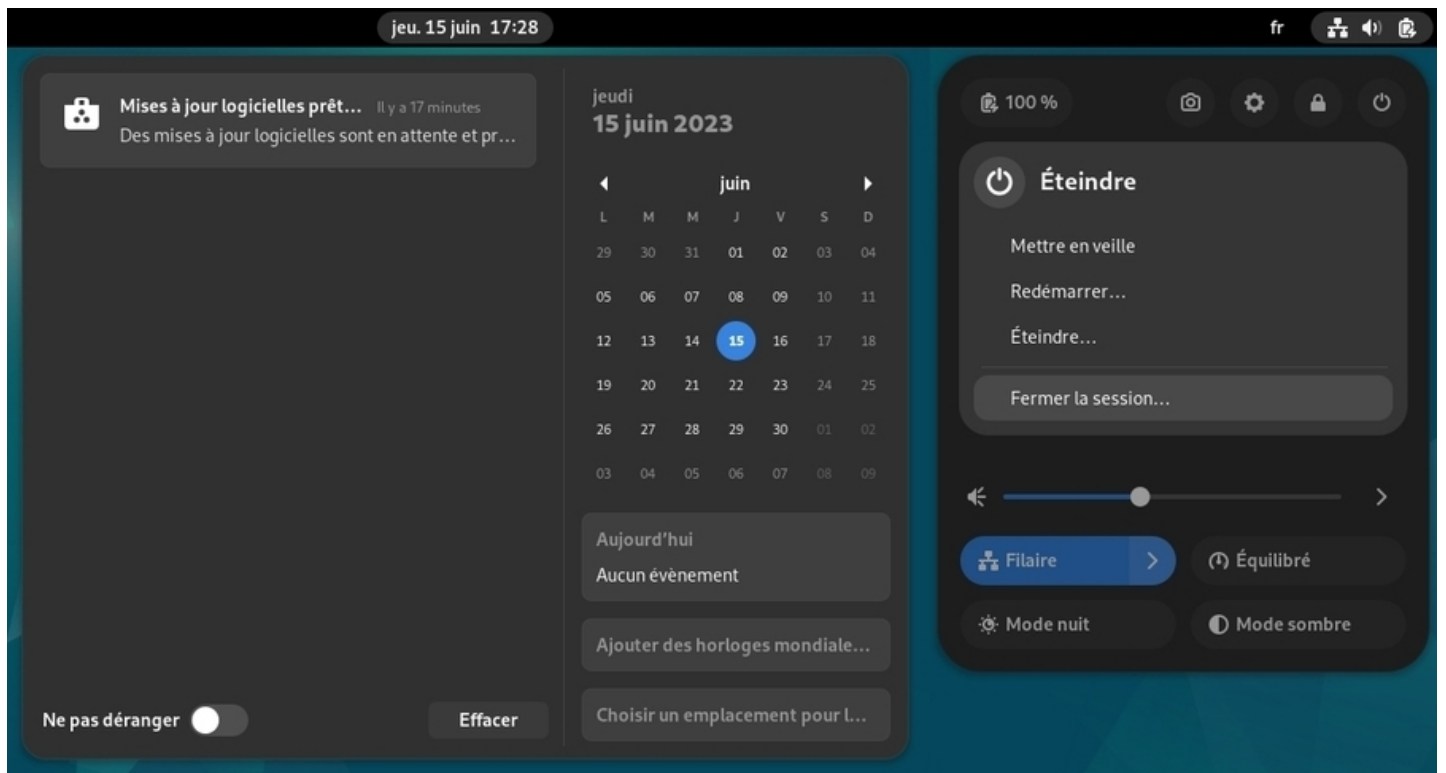 jeu. 15 juin 17:28
fr
Mises à jour logicielles prêt... Il y a 17 minutes
Des mises à jour logicielles sont en attente et pr...
Ne pas déranger
Effacer
jeudi
15 juin 2023
juin
L M M J V S D
29 30 31 01 02 03 04
05 06 07 08 09 10 11
12 13 14 15 16 17 18
19 20 21 22 23 24 25
26 27 28 29 30 01 02
03 04 05 06 07 08 09
Aujourd'hui
Aucun évènement
Ajouter des horloges mondiale...
Choisir un emplacement pour l...
100 %
Éteindre
Mettre en veille
Redémarrer...
Éteindre...
Fermer la session...
Filaire
Équilibré
Mode nuit
Mode sombre